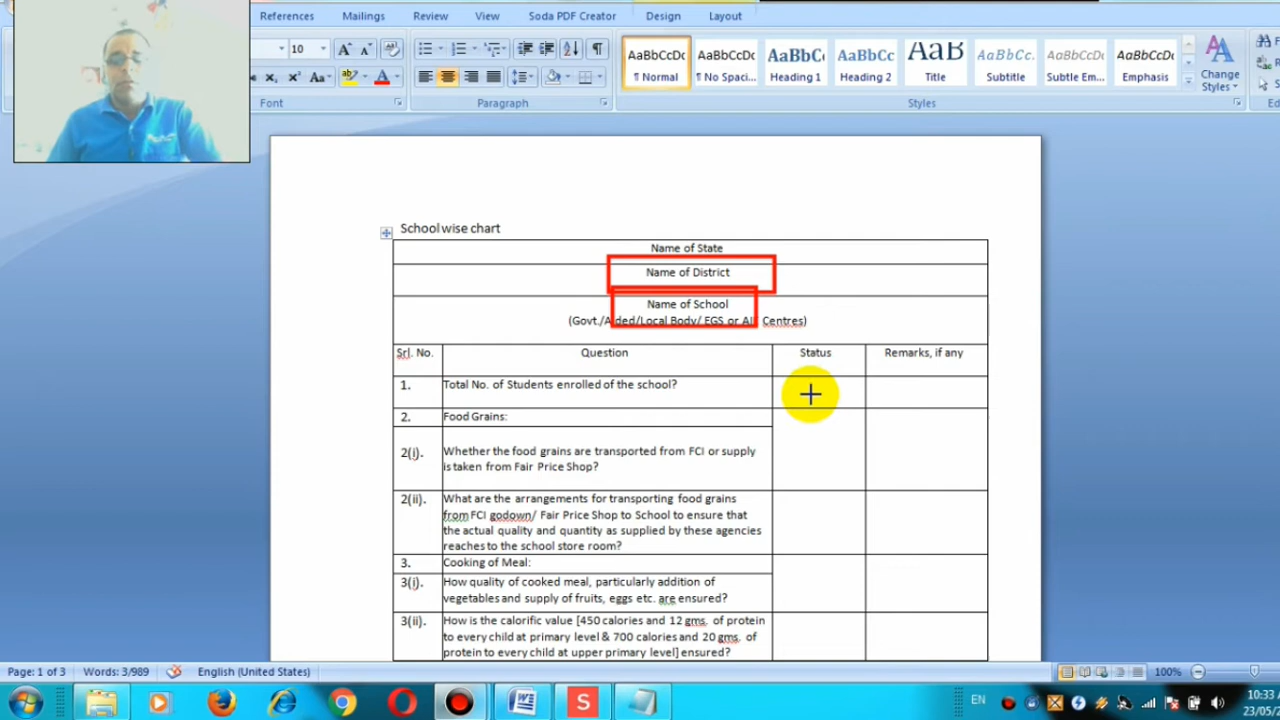 References Mailings Review View Soda PDF Creator Design Layout
10
AaBbCcDc AaBbCcDc AaBbC AaBbCc AaB AaBbCc. AaBbCcDc AaBbCcDc
¶ Normal ¶ No Spaci... Heading 1 Heading 2 Title Subtitle Subtle Em... Emphasis
Change
Styles
Font Paragraph Styles
School wise chart
Name of State
Name of District
Name of School
(Govt./Aided/Local Body/ EGS or AIE Centres)
Srl. No. Question Status Remarks, if any
1. Total No. of Students enrolled of the school?
2. Food Grains:
2(i). Whether the food grains are transported from FCI or supply
is taken from Fair Price Shop?
2(ii). What are the arrangements for transporting food grains
from FCI godown/ Fair Price Shop to School to ensure that
the actual quality and quantity as supplied by these agencies
reaches to the school store room?
3. Cooking of Meal:
3(i). How quality of cooked meal, particularly addition of
vegetables and supply of fruits, eggs etc. are ensured?
3(ii). How is the calorific value [450 calories and 12 gms. of protein
to every child at primary level & 700 calories and 20 gms. of
protein to every child at upper primary level] ensured?
Page: 1 of 3 Words: 3/989 English (United States) 100%
EN 10:33
23/05